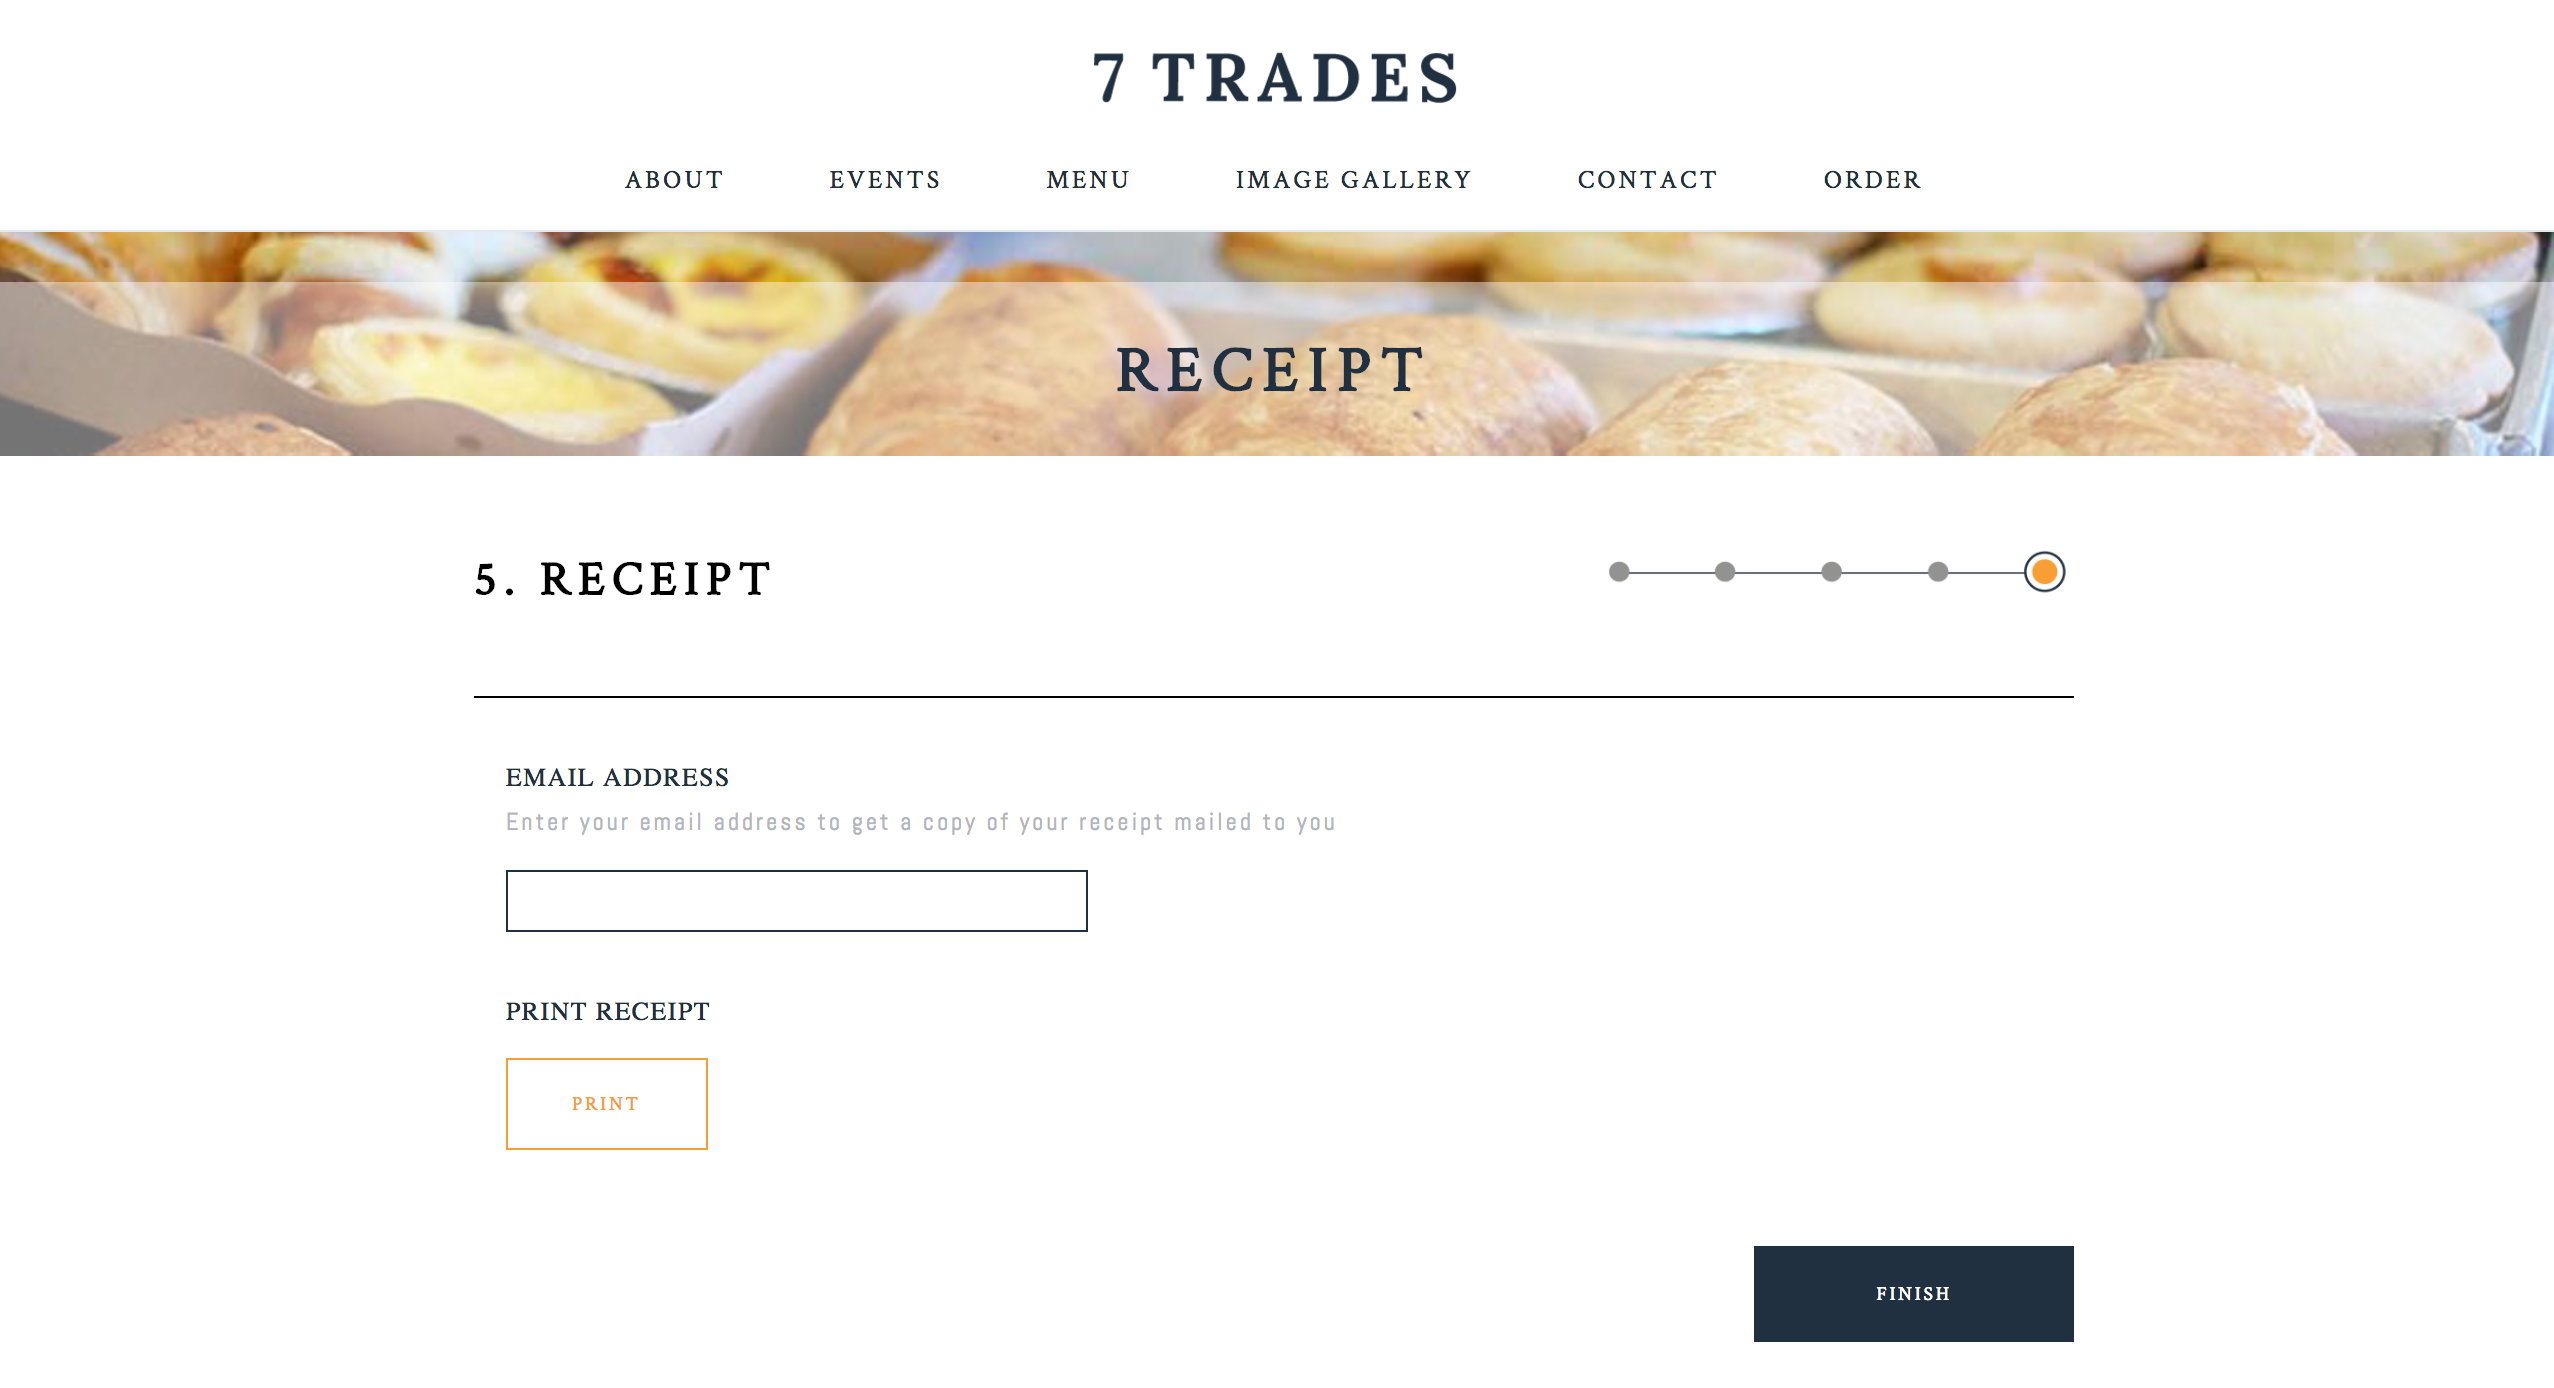 7 TRADES
ABOUT EVENTS MENU IMAGE GALLERY CONTACT ORDER
RECEIPT
5. RECEIPT
EMAIL ADDRESS
Enter your email address to get a copy of your receipt mailed to you
PRINT RECEIPT
PRINT
FINISH